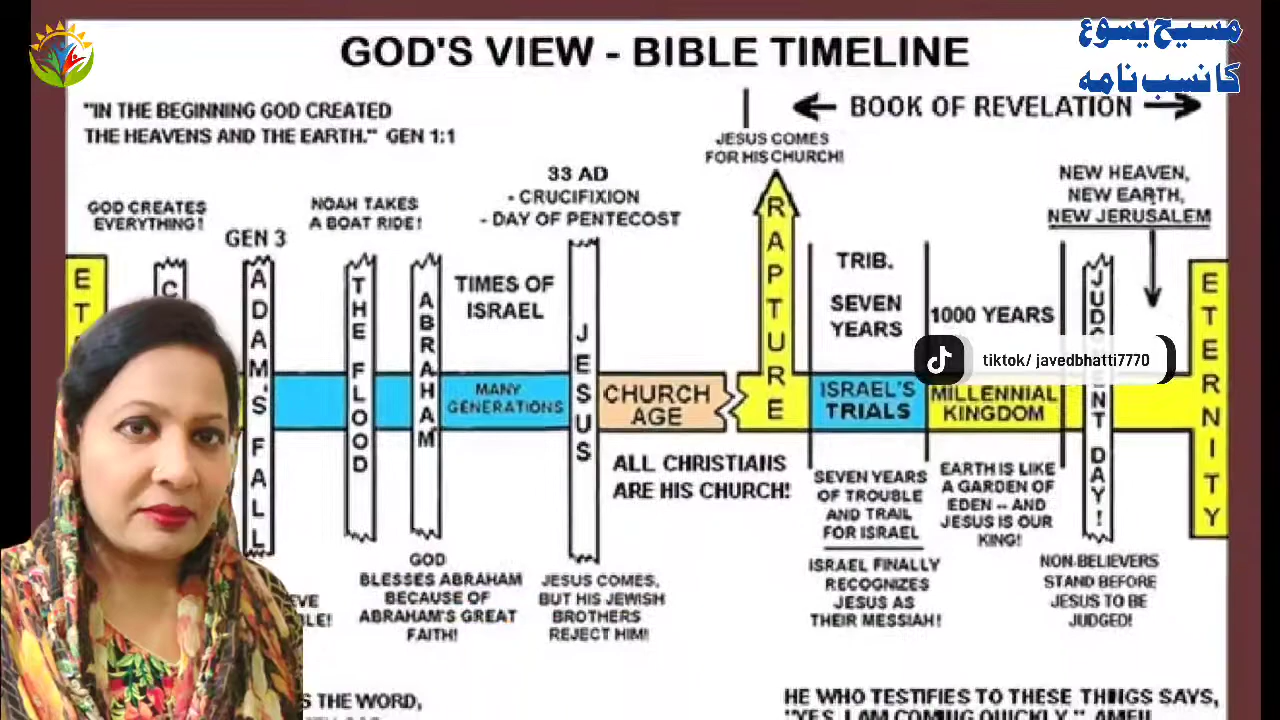 مسیح یسوع
کا نسب نامہ
GOD'S VIEW - BIBLE TIMELINE
"IN THE BEGINNING GOD CREATED
THE HEAVENS AND THE EARTH." GEN 1:1
BOOK OF REVELATION
JESUS COMES
FOR HIS CHURCH!
33 AD
- CRUCIFIXION
- DAY OF PENTECOST
NEW HEAVEN,
NEW EARTH,
NEW JERUSALEM
GOD CREATES
EVERYTHING!
NOAH TAKES
A BOAT RIDE!
GEN 3
ADAM'S FALL
THE FLOOD
ABRAHAM
TIMES OF
ISRAEL
MANY
GENERATIONS
JESUS
CHURCH
AGE
ALL CHRISTIANS
ARE HIS CHURCH!
RAPTURE
TRIB.
SEVEN
YEARS
ISRAEL'S
TRIALS
1000 YEARS
MILLENNIAL
KINGDOM
tiktok/ javedbhatti7770
ETERNITY
SEVEN YEARS
OF TROUBLE
AND TRAIL
FOR ISRAEL
ISRAEL FINALLY
RECOGNIZES
JESUS AS
THEIR MESSIAH!
EARTH IS LIKE
A GARDEN OF
EDEN -- AND
JESUS IS OUR
KING!
NON-BELIEVERS
STAND BEFORE
JESUS TO BE
JUDGED!
GOD
BLESSES ABRAHAM
BECAUSE OF
ABRAHAM'S GREAT
FAITH!
JESUS COMES,
BUT HIS JEWISH
BROTHERS
REJECT HIM!
THE WORD,
HE WHO TESTIFIES TO THESE THINGS SAYS,
"YES, I AM COMING QUICKLY." AMEN.